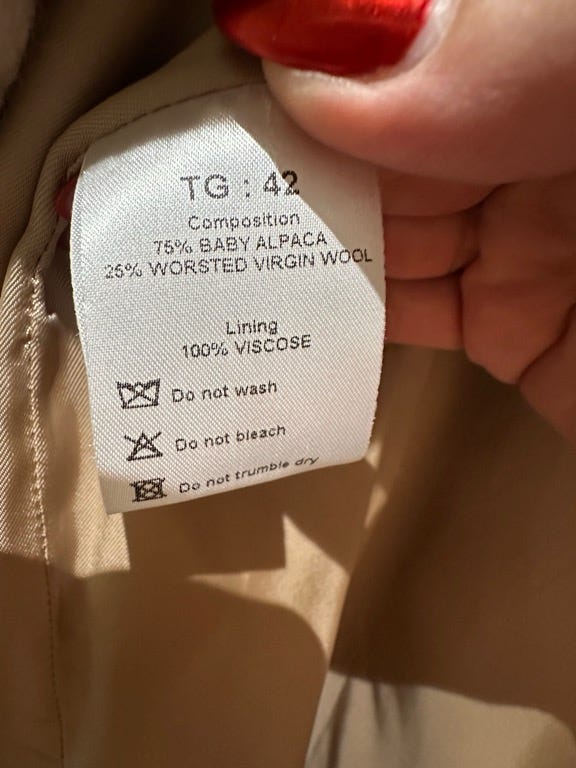 TG : 42
Composition
75% BABY ALPACA
25% WORSTED VIRGIN WOOL
Lining
100% VISCOSE
Do not wash
Do not bleach
Do not trumble dry